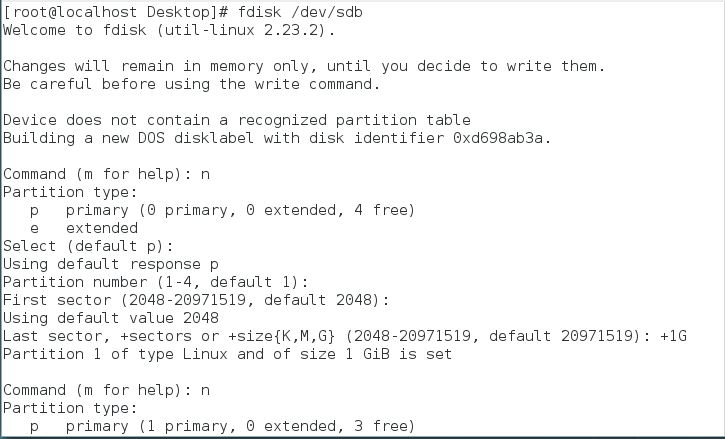 [root@localhost Desktop]# fdisk /dev/sdb
Welcome to fdisk (util-linux 2.23.2).

Changes will remain in memory only, until you decide to write them.
Be careful before using the write command.

Device does not contain a recognized partition table
Building a new DOS disklabel with disk identifier 0xd698ab3a.

Command (m for help): n
Partition type:
   p   primary (0 primary, 0 extended, 4 free)
   e   extended
Select (default p):
Using default response p
Partition number (1-4, default 1):
First sector (2048-20971519, default 2048):
Using default value 2048
Last sector, +sectors or +size{K,M,G} (2048-20971519, default 20971519): +1G
Partition 1 of type Linux and of size 1 GiB is set

Command (m for help): n
Partition type:
   p   primary (1 primary, 0 extended, 3 free)